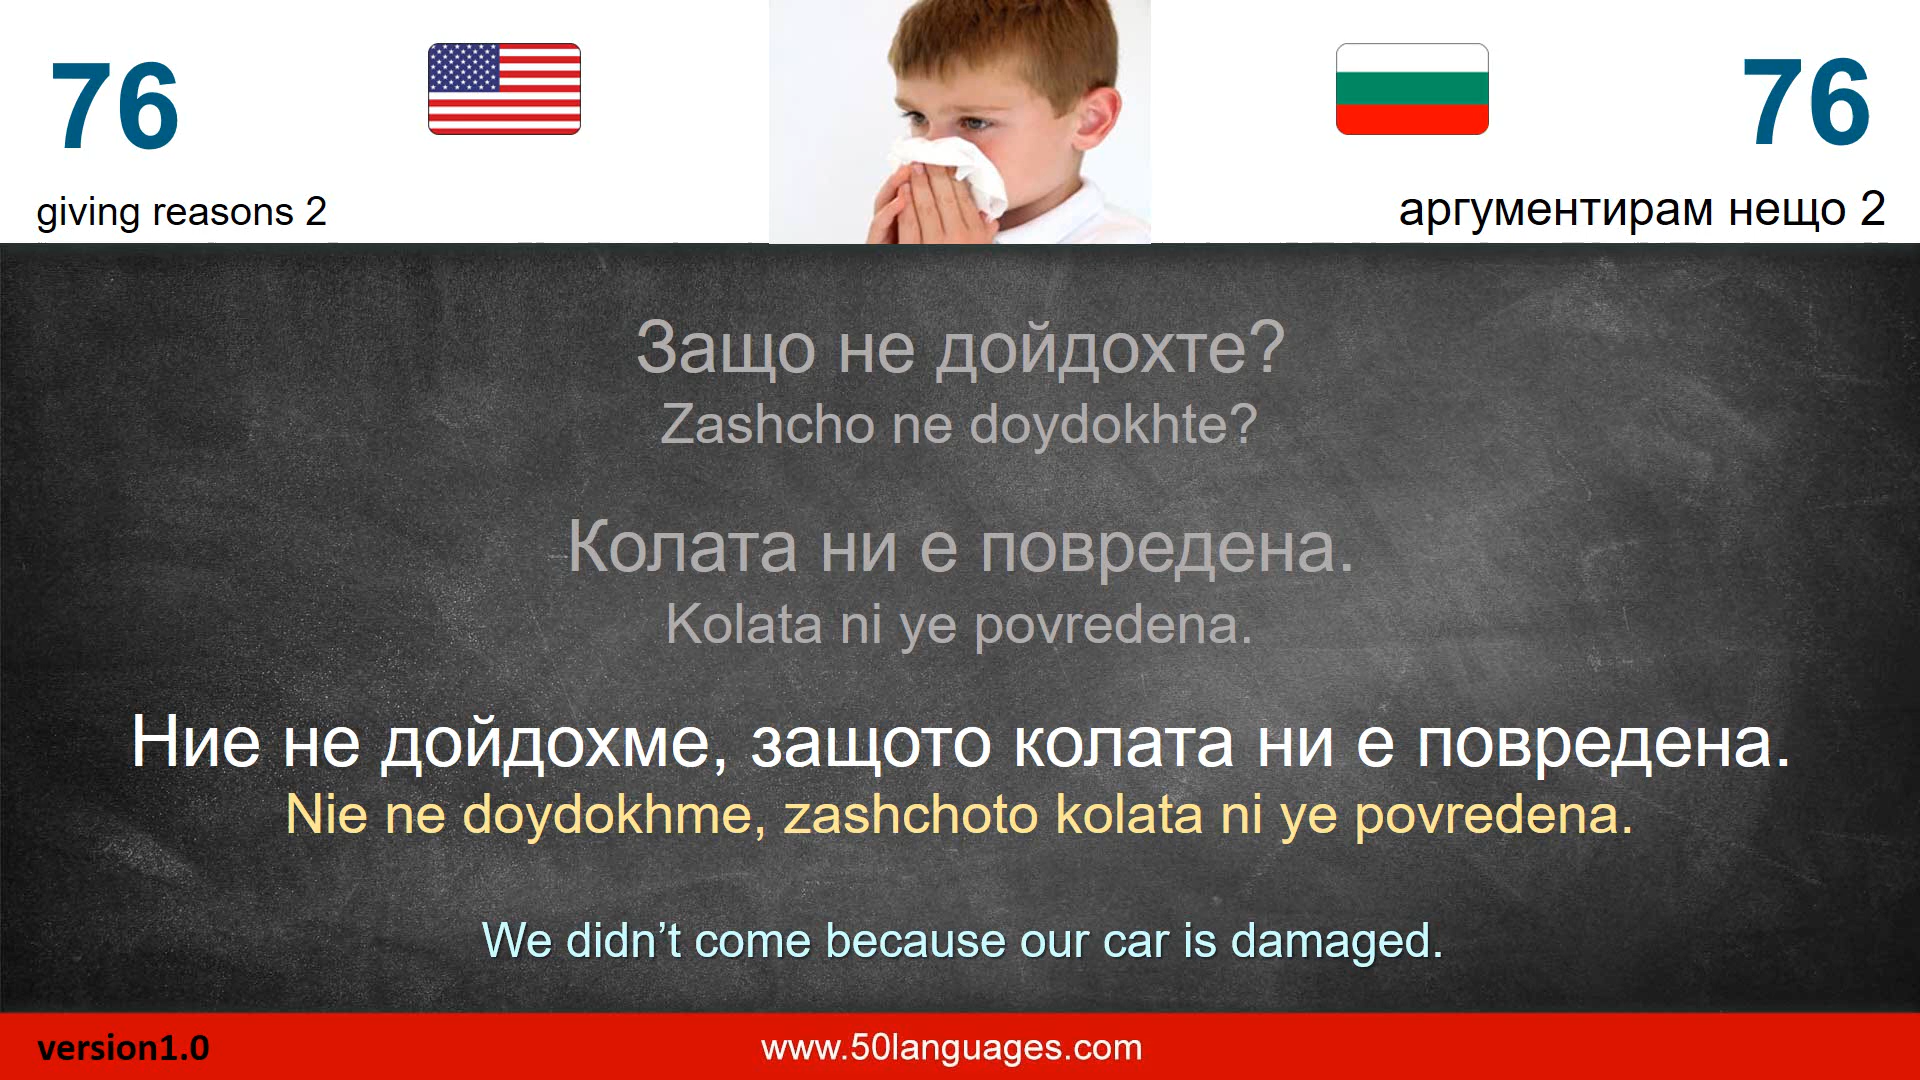 76
76
giving reasons 2
аргументирам нещо 2
Защо не дойдохте?
Zashcho ne doydokhte?
Колата ни е повредена.
Kolata ni ye povredena.
Ние не дойдохме, защото колата ни е повредена.
Nie ne doydokhme, zashchoto kolata ni ye povredena.
We didn’t come because our car is damaged.
version1.0
www.50languages.com